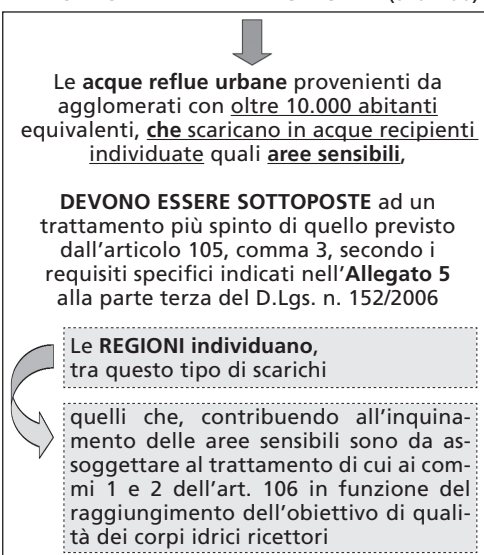 Le acque reflue urbane provenienti da
agglomerati con oltre 10.000 abitanti
equivalenti, che scaricano in acque recipienti
individuate quali aree sensibili,
DEVONO ESSERE SOTTOPOSTE ad un
trattamento più spinto di quello previsto
dall'articolo 105, comma 3, secondo i
requisiti specifici indicati nell'Allegato 5
alla parte terza del D.Lgs. n. 152/2006
Le REGIONI individuano,
tra questo tipo di scarichi
quelli che, contribuendo all'inquina-
mento delle aree sensibili sono da as-
soggettare al trattamento di cui ai com-
mi 1 e 2 dell'art. 106 in funzione del
raggiungimento dell'obiettivo di quali-
tà dei corpi idrici ricettori